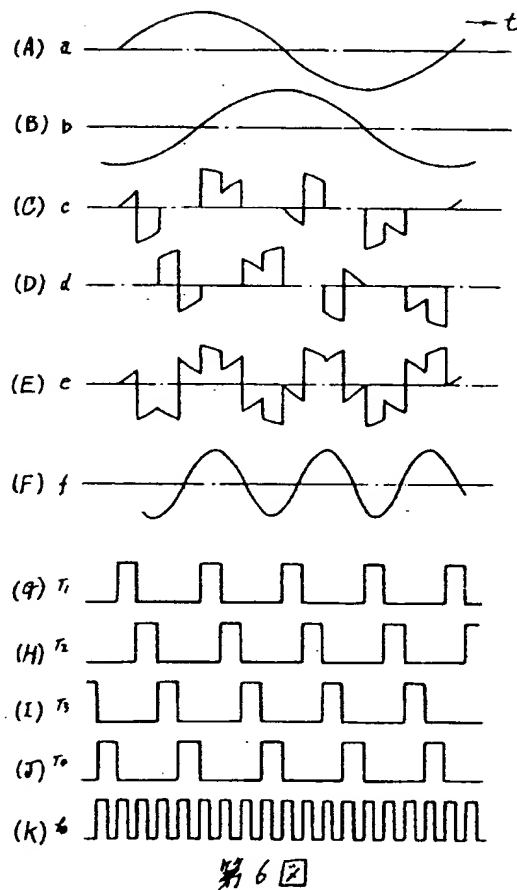 → t
(A) a
(B) b
(C) c
(D) d
(E) e
(F) f
(G) T1
(H) T2
(I) T3
(J) T0
(K)
第6図